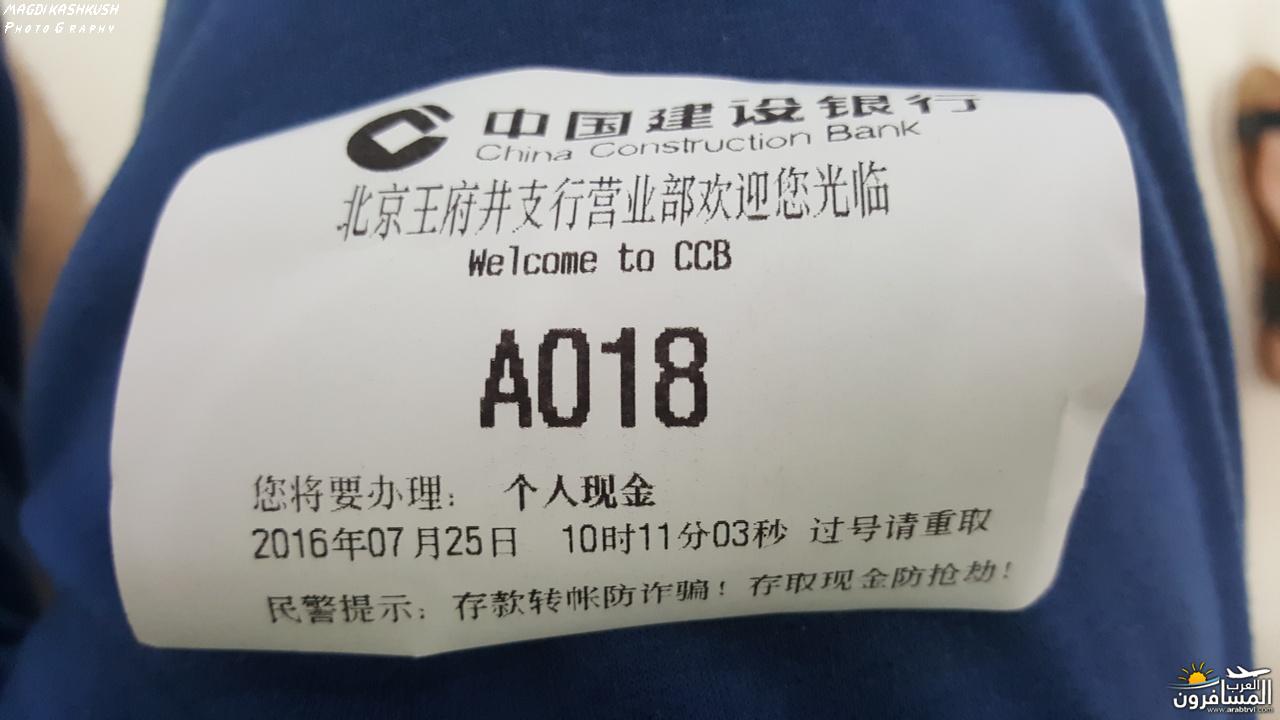 MAGDI KASHKUSH
PHOTOGRAPHY
中国建设银行
China Construction Bank
北京王府井支行营业部欢迎您光临
Welcome to CCB
A018
您将要办理: 个人现金
2016年07月25日 10时11分03秒 过号请重取
民警提示: 存款转帐防诈骗! 存取现金防抢劫!
العرب
المسافرون
www.arabtrvl.com